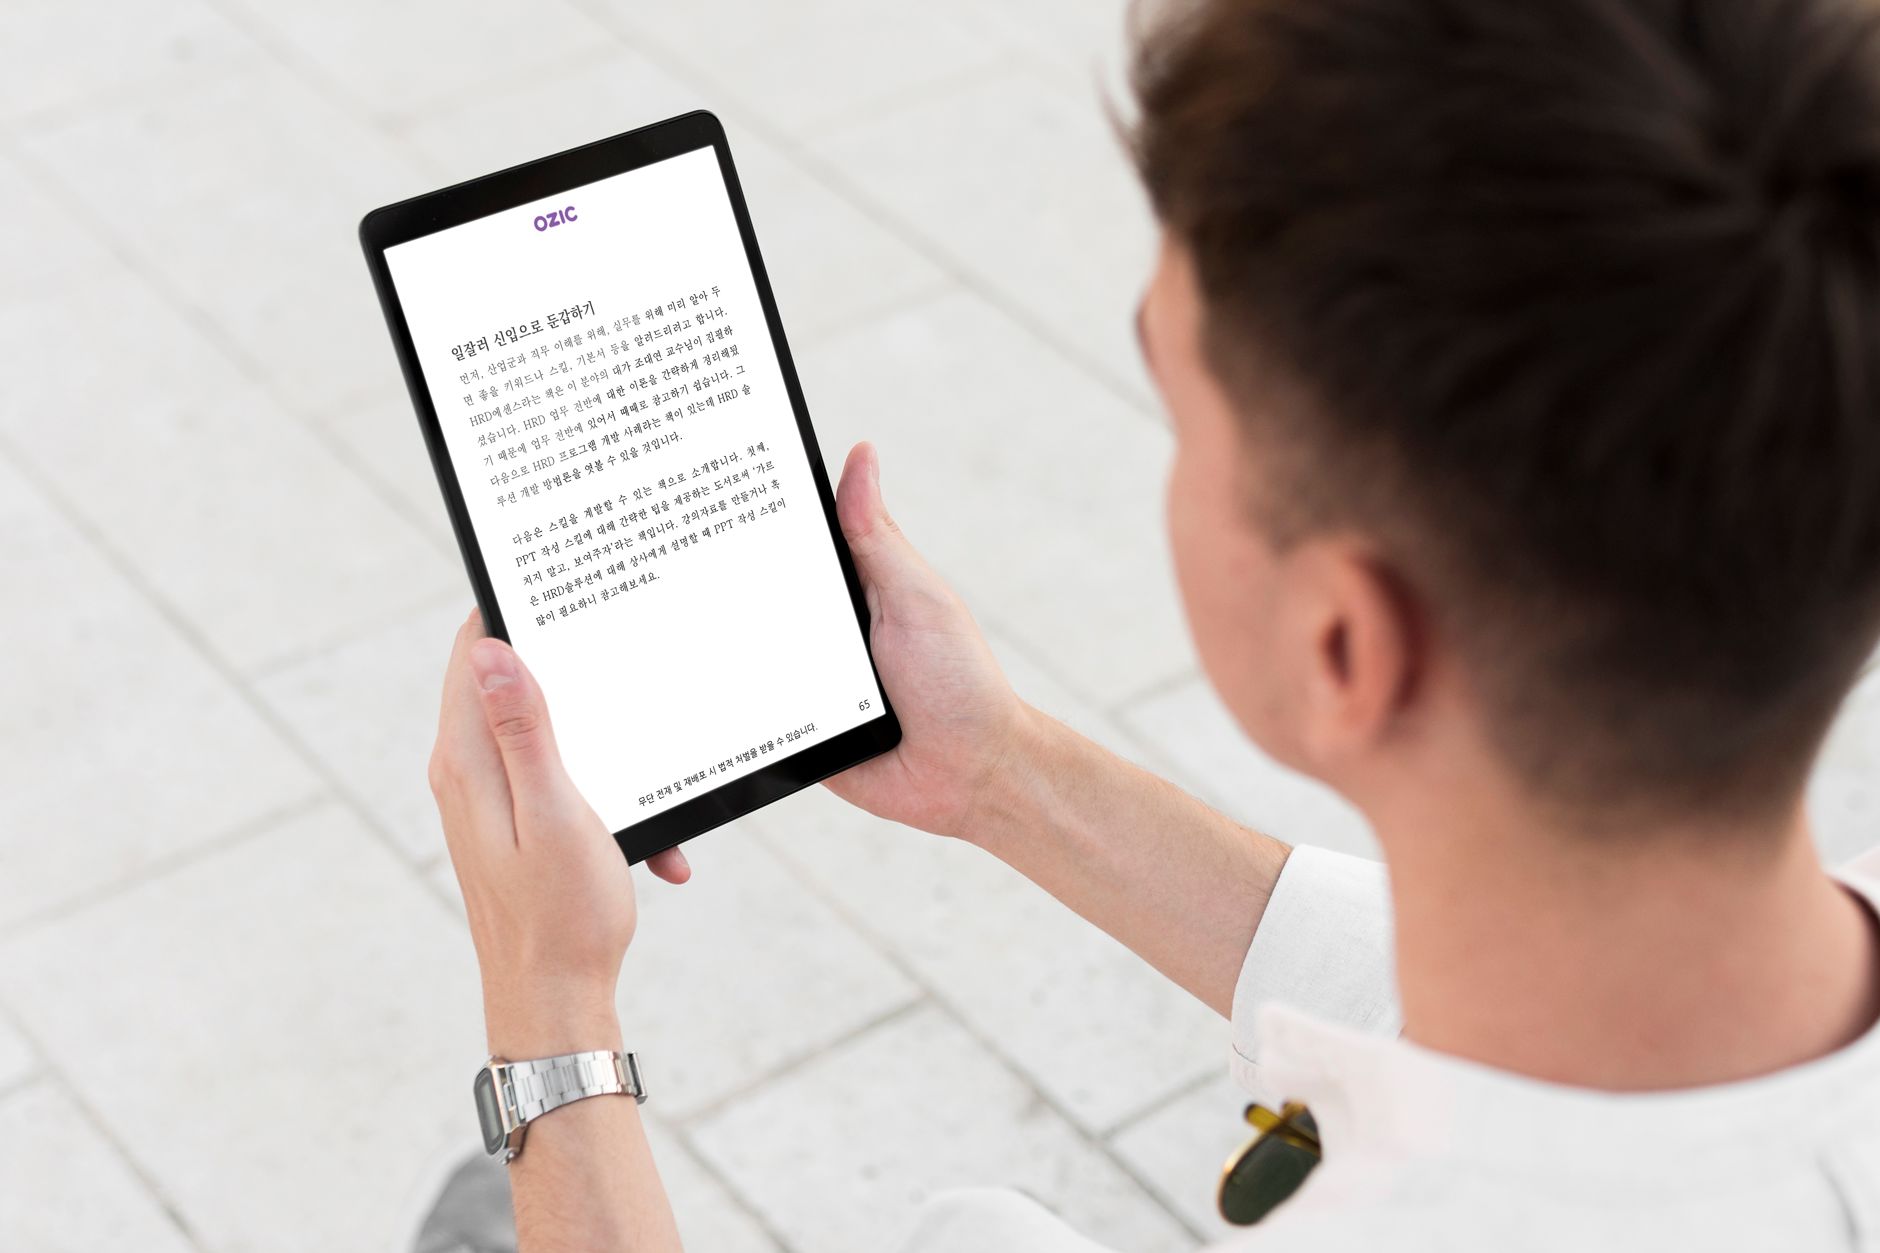 OZIC
일잘러 신입으로 둔갑하기
먼저, 산업군과 직무 이해를 위해, 실무를 위해 미리 알아 두
면 좋을 키워드나 스킬, 기본서 등을 알려드리려고 합니다.
HRD에센스라는 책은 이 분야의 대가 조대연 교수님이 집필하
셨습니다. HRD 업무 전반에 대한 이론을 간략하게 정리해뒀
기 때문에 업무 전반에 있어서 때때로 참고하기 쉽습니다. 그
다음으로 HRD 프로그램 개발 사례라는 책이 있는데 HRD 솔
루션 개발 방법론을 엿볼 수 있을 것입니다.
다음은 스킬을 계발할 수 있는 책으로 소개합니다. 첫째,
PPT 작성 스킬에 대해 간략한 팁을 제공하는 도서로써 '가르
치지 말고, 보여주자'라는 책입니다. 강의자료를 만들거나 혹
은 HRD솔루션에 대해 상사에게 설명할 때 PPT 작성 스킬이
많이 필요하니 참고해보세요.
65
무단 전재 및 재배포 시 법적 처벌을 받을 수 있습니다.